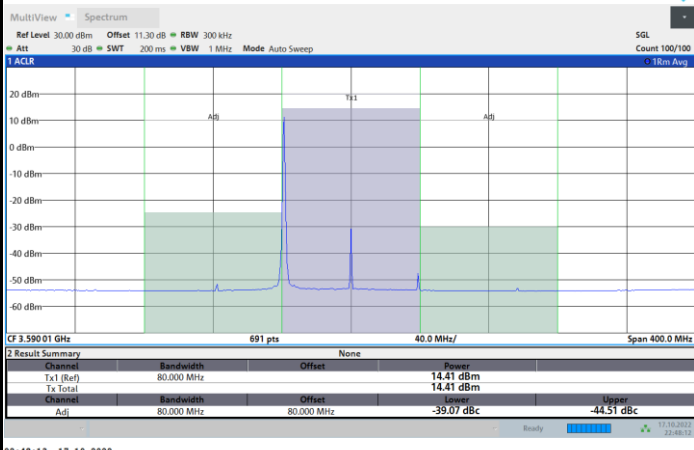 MultiView Spectrum
Ref Level 30.00 dBm Offset 11.30 dB RBW 300 kHz SGL
Att 30 dB SWT 200 ms VBW 1 MHz Mode Auto Sweep Count 100/100
1 ACLR 1Rm Avg
20 dBm
Tx1
10 dBm Adj Adj
0 dBm
-10 dBm
-20 dBm
-30 dBm
-40 dBm
-50 dBm
-60 dBm
CF 3.590 01 GHz 691 pts 40.0 MHz/ Span 400.0 MHz
2 Result Summary None
Channel Bandwidth Offset Power
Tx1 (Ref) 80.000 MHz 14.41 dBm
Tx Total 14.41 dBm
Channel Bandwidth Offset Lower Upper
Adj 80.000 MHz 80.000 MHz -39.07 dBc -44.51 dBc
Ready 17.10.2022
22:48:12